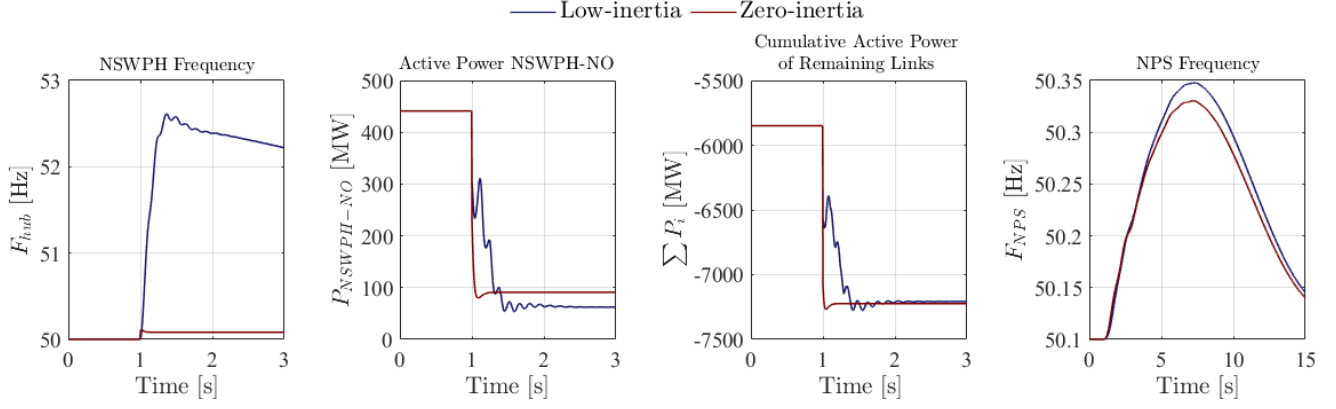 Low-inertia Zero-inertia
NSWPH Frequency
53
52
51
50
0 1 2 3
F_hub [Hz]
Time [s]
Active Power NSWPH-NO
500
400
300
200
100
0
0 1 2 3
P_NSWPH−NO [MW]
Time [s]
Cumulative Active Power
of Remaining Links
-5500
-6000
-6500
-7000
-7500
0 1 2 3
∑ P_i [MW]
Time [s]
NPS Frequency
50.35
50.3
50.25
50.2
50.15
50.1
0 5 10 15
F_NPS [Hz]
Time [s]